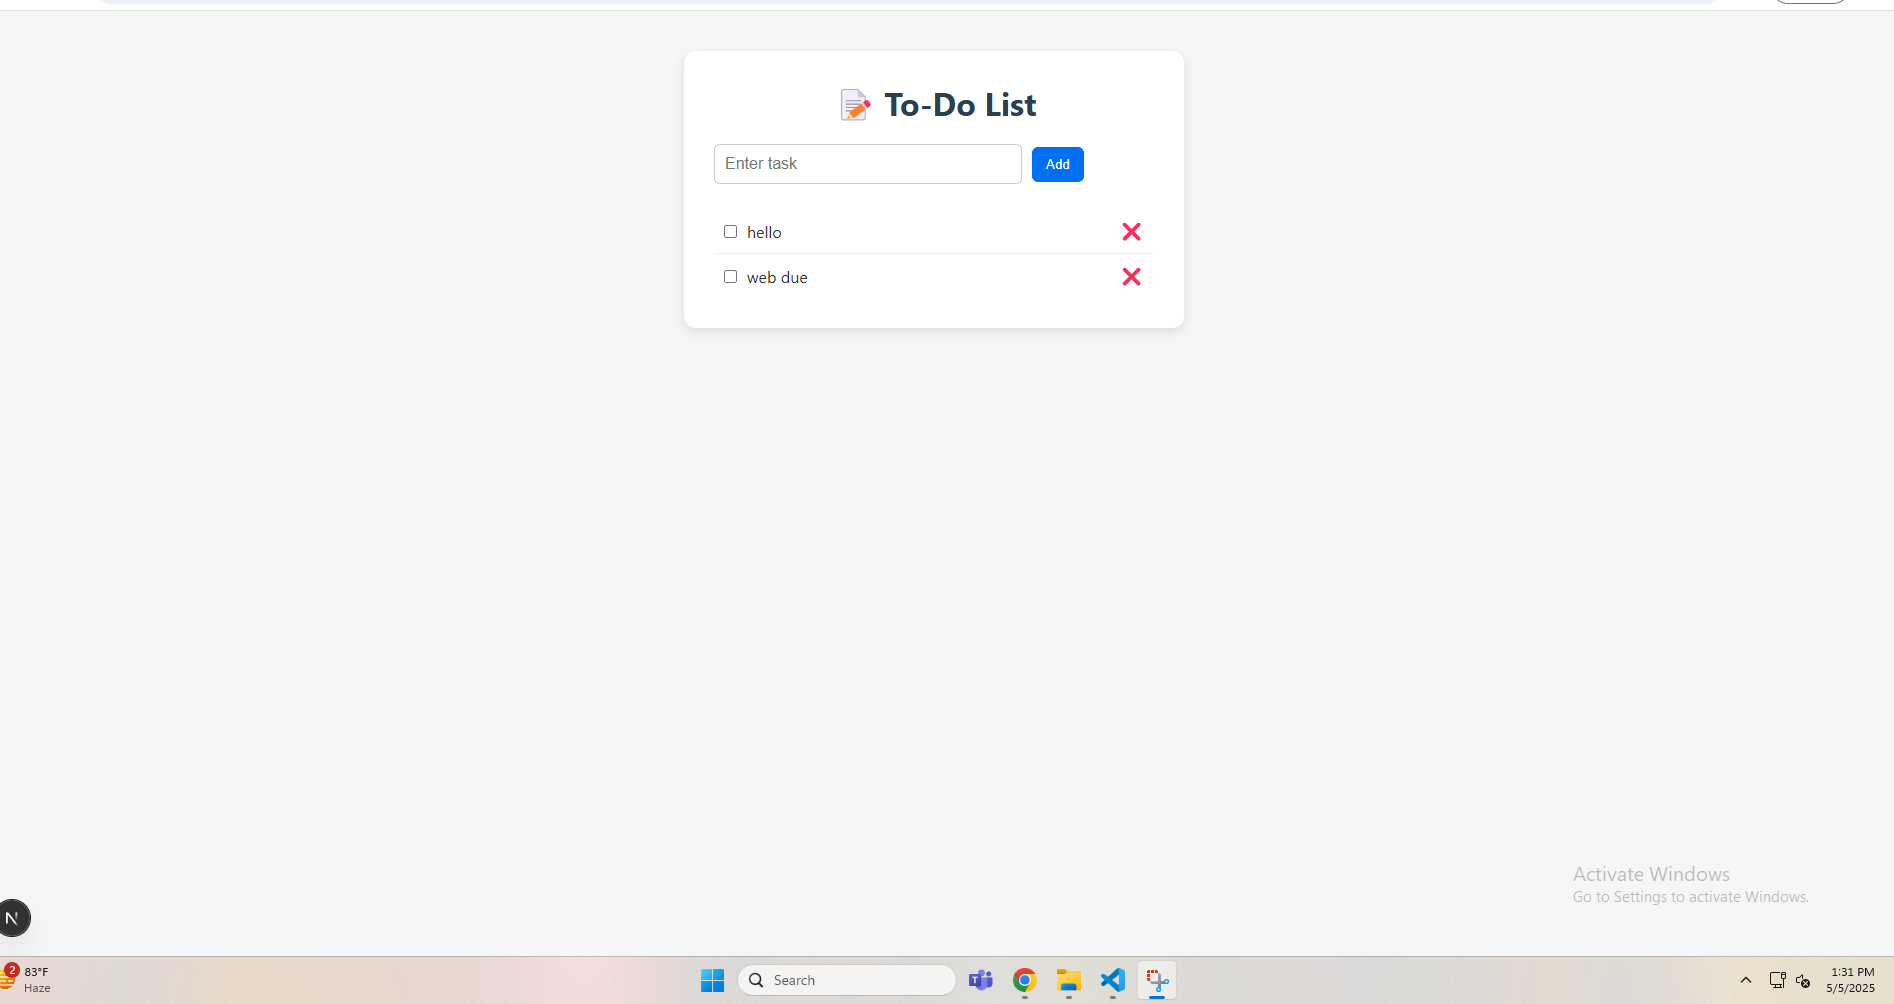 To-Do List
Enter task
Add
hello
web due
Activate Windows
Go to Settings to activate Windows.
N
2
83°F
Haze
Search
T
1:31 PM
5/5/2025